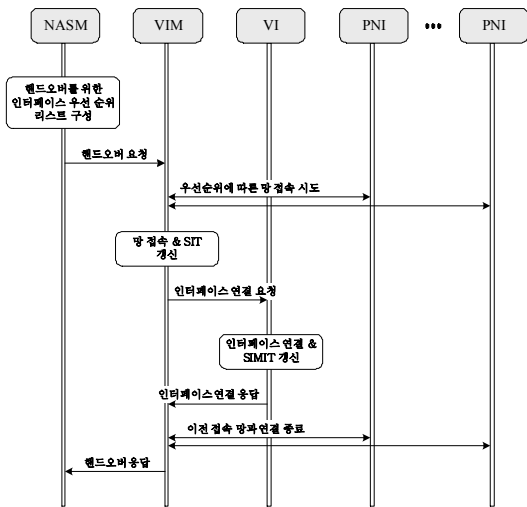 NASM VIM VI PNI ••• PNI
핸드오버를 위한
인터페이스 우선 순위
리스트 구성
핸드오버 요청
우선순위에 따른 망 접속 시도
망 접속 & SIT
갱신
인터페이스 연결 요청
인터페이스 연결 &
SIMIT 갱신
인터페이스 연결 응답
이전 접속 망과 연결 종료
핸드오버 응답